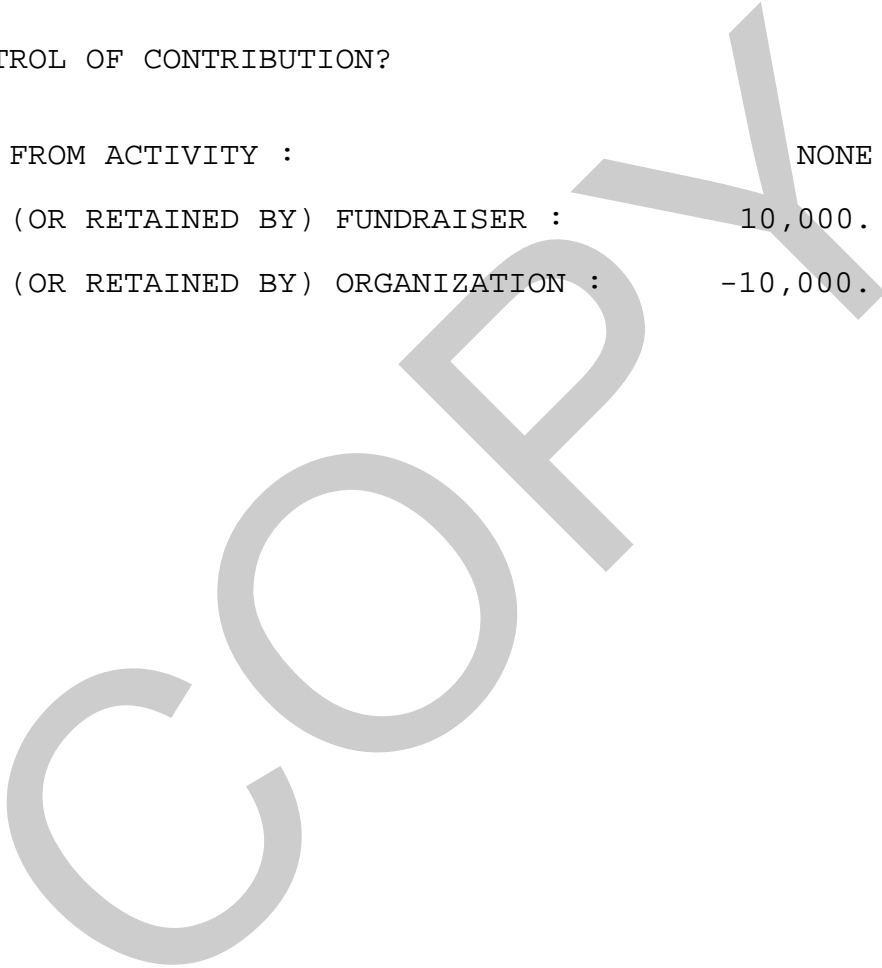 TROL OF CONTRIBUTION?
FROM ACTIVITY : NONE
(OR RETAINED BY) FUNDRAISER : 10,000.
(OR RETAINED BY) ORGANIZATION : -10,000.
COPY